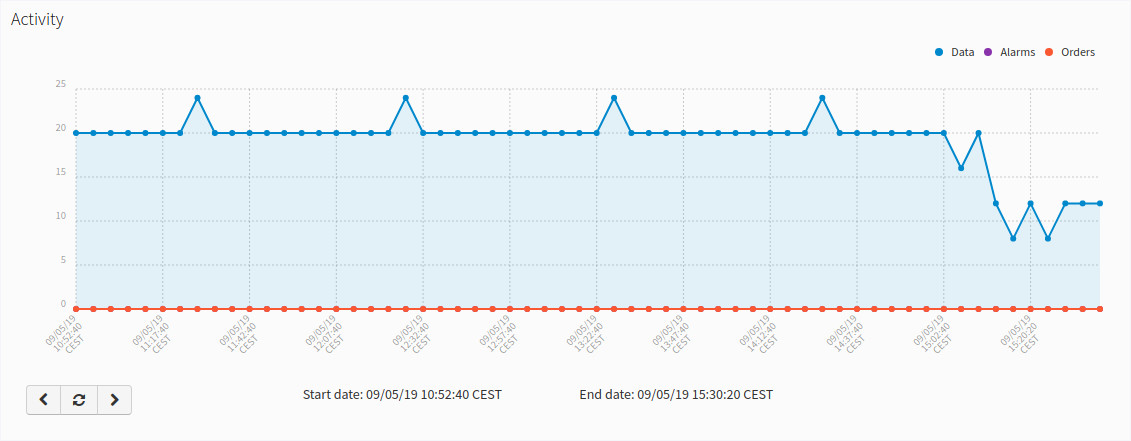 Activity
Data
Alarms
Orders
25
20
15
10
5
0
09/05/19
10:52:40
CEST
09/05/19
11:17:40
CEST
09/05/19
11:42:40
CEST
09/05/19
12:07:40
CEST
09/05/19
12:32:40
CEST
09/05/19
12:57:40
CEST
09/05/19
13:22:40
CEST
09/05/19
13:47:40
CEST
09/05/19
14:12:40
CEST
09/05/19
14:37:40
CEST
09/05/19
15:02:40
CEST
09/05/19
15:20:20
CEST
Start date: 09/05/19 10:52:40 CEST
End date: 09/05/19 15:30:20 CEST